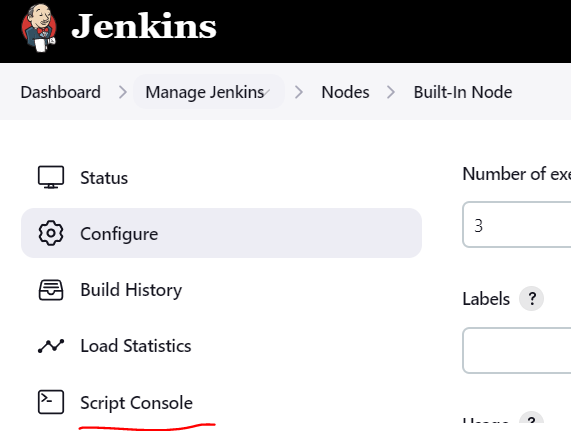 Jenkins
Dashboard > Manage Jenkins > Nodes > Built-In Node
Status
Configure
Build History
Load Statistics
Script Console
Number of exe
3
Labels ?